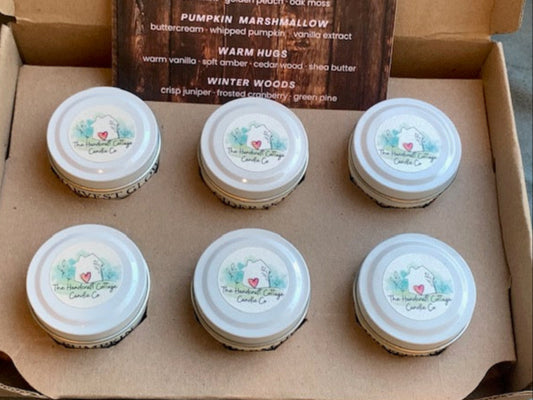 golden peach · oak moss
PUMPKIN MARSHMALLOW
buttercream · whipped pumpkin · vanilla extract
WARM HUGS
warm vanilla · soft amber · cedar wood · shea butter
WINTER WOODS
crisp juniper · frosted cranberry · green pine
The Handcraft Cottage
Candle Co
The Handcraft Cottage
Candle Co
The Handcraft Cottage
Candle Co
The Handcraft Cottage
Candle Co
The Handcraft Cottage
Candle Co
The Handcraft Cottage
Candle Co